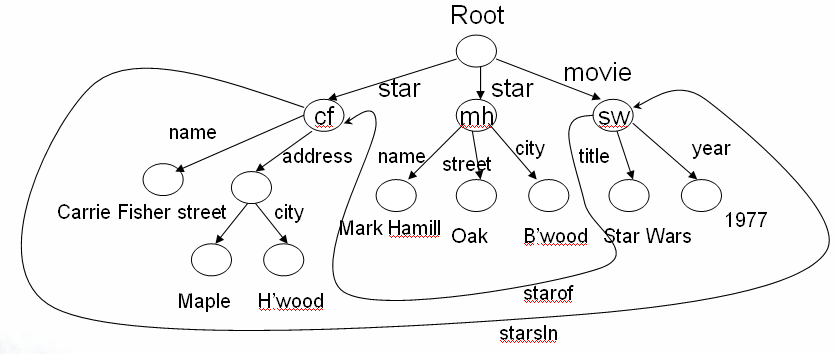 Root
star
star
movie
cf
mh
sw
name
address
name
street
city
title
year
Carrie Fisher
street
city
Mark Hamill
Oak
B'wood
Star Wars
1977
Maple
H'wood
starof
starsIn